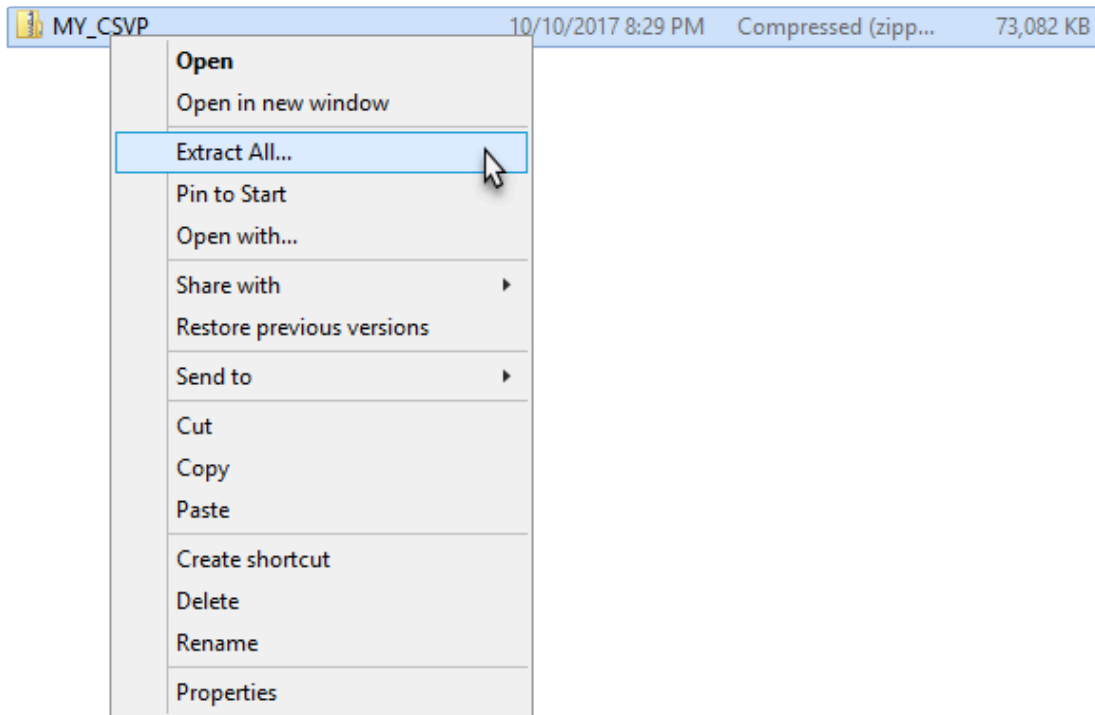 MY_CSVP 10/10/2017 8:29 PM Compressed (zipp... 73,082 KB
Open
Open in new window
Extract All...
Pin to Start
Open with...
Share with
Restore previous versions
Send to
Cut
Copy
Paste
Create shortcut
Delete
Rename
Properties